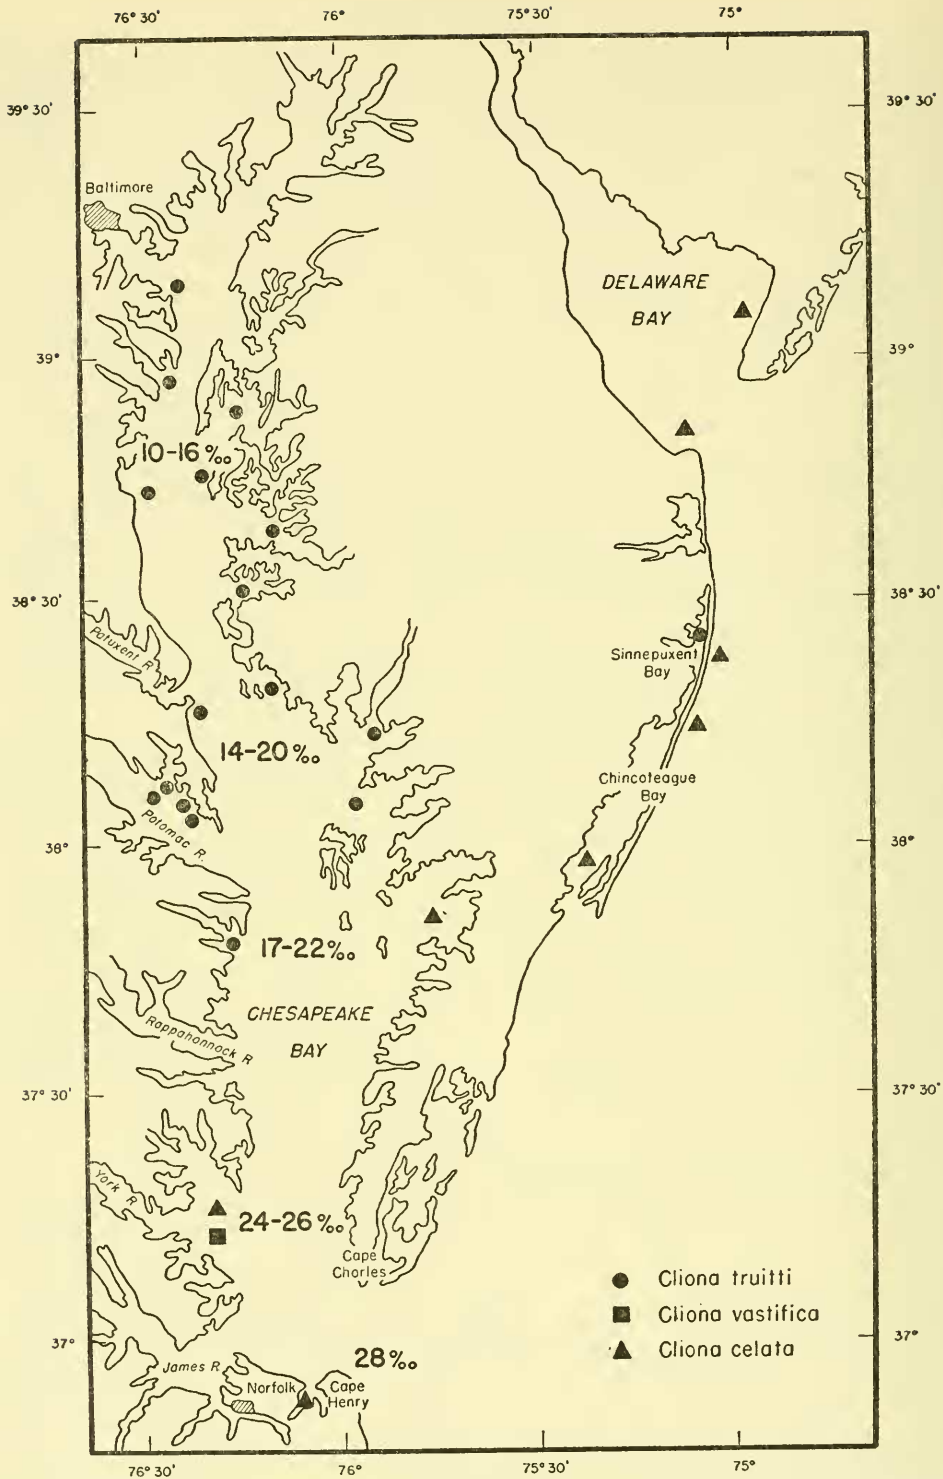 76° 30'
76°
75° 30'
75°
39° 30'
39° 30'
Baltimore
DELAWARE
BAY
39°
39°
10-16‰
38° 30'
38° 30'
Patuxent R.
Sinnepuxent
Bay
14-20‰
Chincoteague
Bay
Potomac R.
38°
38°
17-22‰
CHESAPEAKE
BAY
Rappahannock R
37° 30'
37° 30'
York R.
24-26‰
Cape
Charles
Cliona truitti
Cliona vastifica
Cliona celata
37°
37°
28‰
James R.
Norfolk
Cape
Henry
76° 30'
76°
75° 30'
75°